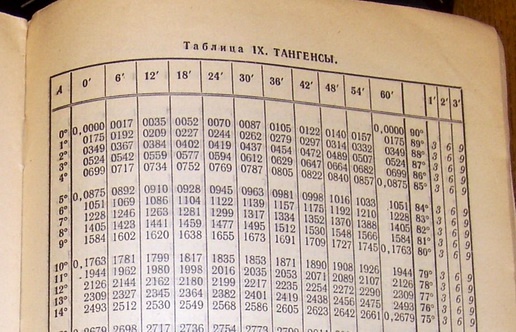 Таблица IX. ТАНГЕНСЫ.
A 0′ 6′ 12′ 18′ 24′ 30′ 36′ 42′ 48′ 54′ 60′ 1′ 2′ 3′
0° 0,0000 0017 0035 0052 0070 0087 0105 0122 0140 0157 0,0000 90°
1° 0175 0192 0209 0227 0244 0262 0279 0297 0314 0332 0175 89° 3 6 9
2° 0349 0367 0384 0402 0419 0437 0454 0472 0489 0507 0349 88° 3 6 9
3° 0524 0542 0559 0577 0594 0612 0629 0647 0664 0682 0524 87° 3 6 9
4° 0699 0717 0734 0752 0769 0787 0805 0822 0840 0857 0699 86° 3 6 9
0,0875 85° 3 6 9
5° 0,0875 0892 0910 0928 0945 0963 0981 0998 1016 1033
6° 1051 1069 1086 1104 1122 1139 1157 1175 1192 1210 1051 84° 3 6 9
7° 1228 1246 1263 1281 1299 1317 1334 1352 1370 1388 1228 83° 3 6 9
8° 1405 1423 1441 1459 1477 1495 1512 1530 1548 1566 1405 82° 3 6 9
9° 1584 1602 1620 1638 1655 1673 1691 1709 1727 1745 1584 81° 3 6 9
0,1763 80° 3 6 9
10° 0,1763 1781 1799 1817 1835 1853 1871 1890 1908 1926
11° 1944 1962 1980 1998 2016 2035 2053 2071 2089 2107 1944 79° 3 6 9
12° 2126 2144 2162 2180 2199 2217 2235 2254 2272 2290 2126 78° 3 6 9
13° 2309 2327 2345 2364 2382 2401 2419 2438 2456 2475 2309 77° 3 6 9
14° 2493 2512 2530 2549 2568 2586 2605 2623 2642 2661 2493 76° 3 6 9
0,2679 75° 3 6 9
0,2679 2698 2717 2736 2754 2773